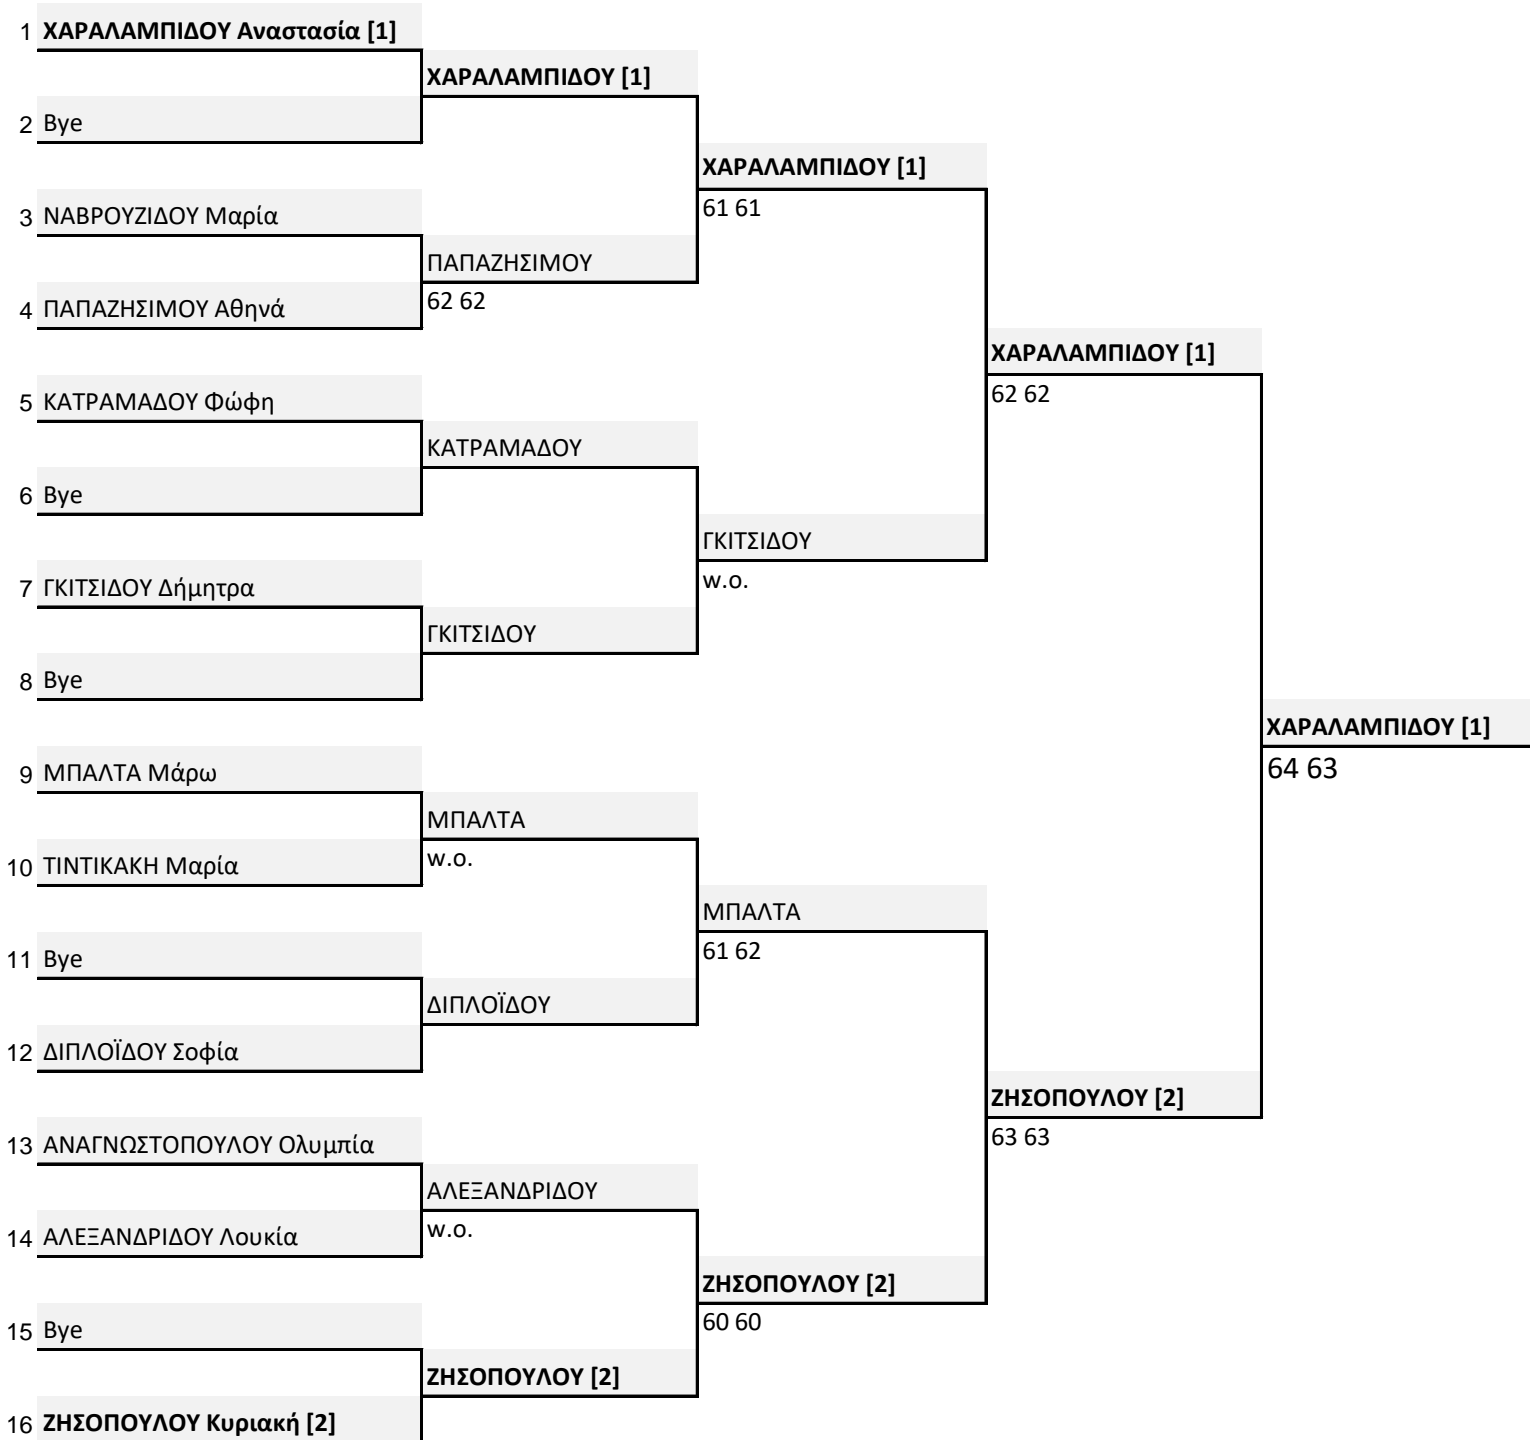 1 ΧΑΡΑΛΑΜΠΙΔΟΥ Αναστασία [1]
ΧΑΡΑΛΑΜΠΙΔΟΥ [1]
2 Bye
ΧΑΡΑΛΑΜΠΙΔΟΥ [1]
3 ΝΑΒΡΟΥΖΙΔΟΥ Μαρία
61 61
ΠΑΠΑΖΗΣΙΜΟΥ
4 ΠΑΠΑΖΗΣΙΜΟΥ Αθηνά
62 62
ΧΑΡΑΛΑΜΠΙΔΟΥ [1]
5 ΚΑΤΡΑΜΑΔΟΥ Φώφη
62 62
ΚΑΤΡΑΜΑΔΟΥ
6 Bye
ΓΚΙΤΣΙΔΟΥ
7 ΓΚΙΤΣΙΔΟΥ Δήμητρα
w.o.
ΓΚΙΤΣΙΔΟΥ
8 Bye
ΧΑΡΑΛΑΜΠΙΔΟΥ [1]
9 ΜΠΑΛΤΑ Μάρω
64 63
ΜΠΑΛΤΑ
10 ΤΙΝΤΙΚΑΚΗ Μαρία
w.o.
ΜΠΑΛΤΑ
11 Bye
61 62
ΔΙΠΛΟΪΔΟΥ
12 ΔΙΠΛΟΪΔΟΥ Σοφία
ΖΗΣΟΠΟΥΛΟΥ [2]
13 ΑΝΑΓΝΩΣΤΟΠΟΥΛΟΥ Ολυμπία
63 63
ΑΛΕΞΑΝΔΡΙΔΟΥ
14 ΑΛΕΞΑΝΔΡΙΔΟΥ Λουκία
w.o.
ΖΗΣΟΠΟΥΛΟΥ [2]
15 Bye
60 60
ΖΗΣΟΠΟΥΛΟΥ [2]
16 ΖΗΣΟΠΟΥΛΟΥ Κυριακή [2]